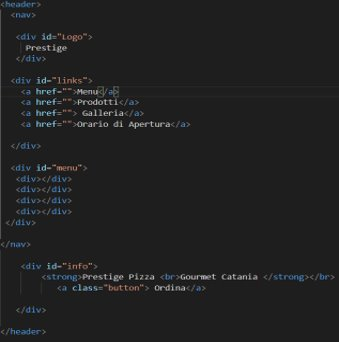 <header>
<nav>
<div id="Logo">
Prestige
</div>
<div id="links">
<a href="">Menu</a>
<a href="">Prodotti</a>
<a href=""> Galleria</a>
<a href="">Orario di Apertura</a>
</div>
<div id="menu">
<div></div>
<div></div>
<div></div>
<div></div>
</div>
</nav>
<div id="info">
<strong>Prestige Pizza <br>Gourmet Catania </strong></br>
<a class="button"> Ordina</a>
</div>
</header>